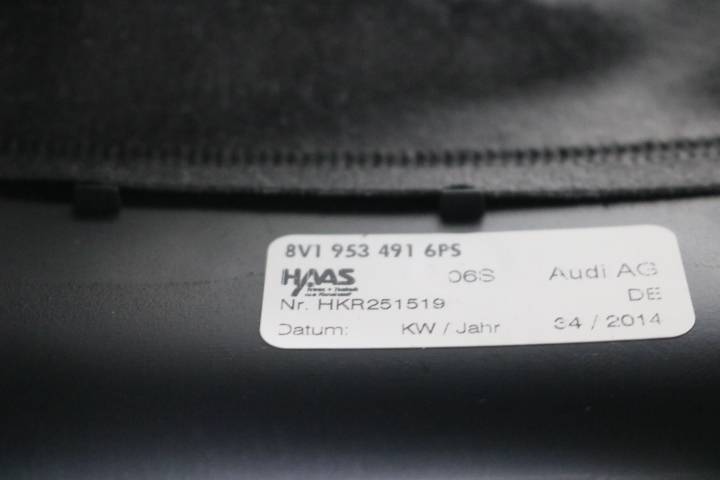 8V1 953 491 6PS
HAAS 06S Audi AG
DE
Nr. HKR251519
Datum: KW / Jahr 34 / 2014